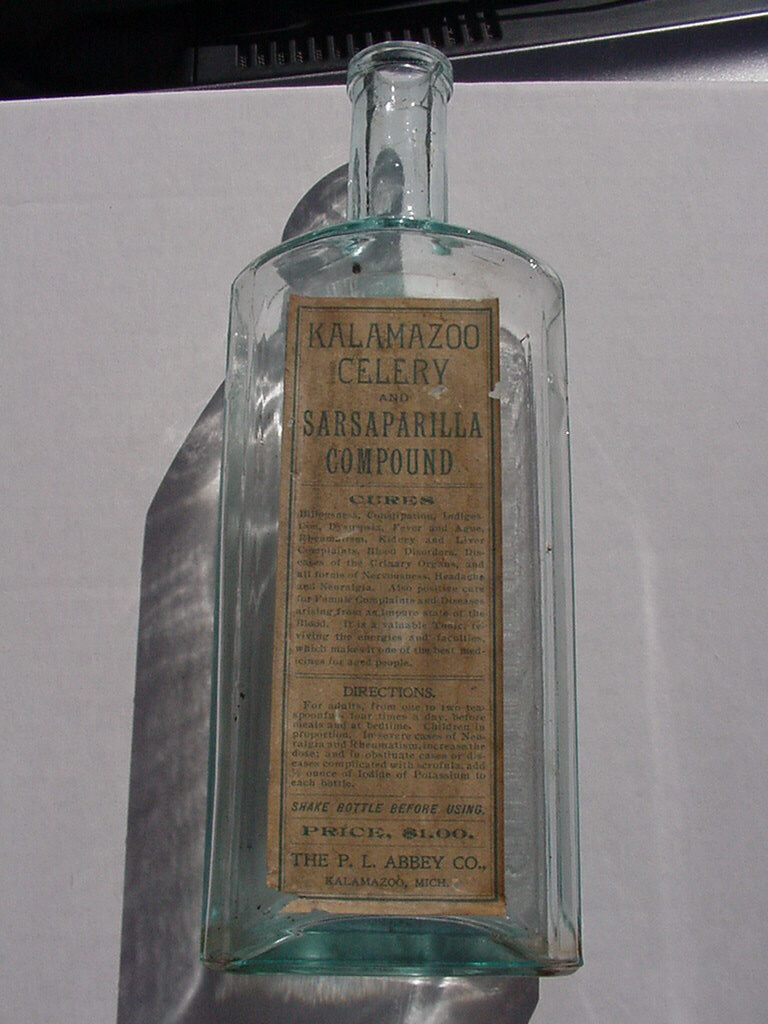 KALAMAZOO
CELERY
AND
SARSAPARILLA
COMPOUND
CURES
Biliousness, Constipation, Indiges-
tion, Dyspepsia, Fever and Ague,
Rheumatism, Kidney and Liver
Complaints, Blood Disorders, Dis-
eases of the Urinary Organs, and
all forms of Nervousness, Headache
and Neuralgia. Also positive cure
for Female Complaints and Diseases
arising from an impure state of the
Blood. It is a valuable Tonic, re-
viving the energies and faculties,
which makes it one of the best med-
icines for aged people.
DIRECTIONS.
For adults, from one to two tea-
spoonfuls four times a day, before
meals and at bedtime. Children in
proportion. In severe cases of Neu-
ralgia and Rheumatism, increase the
dose; and in obstinate cases or dis-
eases complicated with scrofula, add
½ ounce of Iodide of Potassium to
each bottle.
SHAKE BOTTLE BEFORE USING.
PRICE, $1.00.
THE P. L. ABBEY CO.,
KALAMAZOO, MICH.